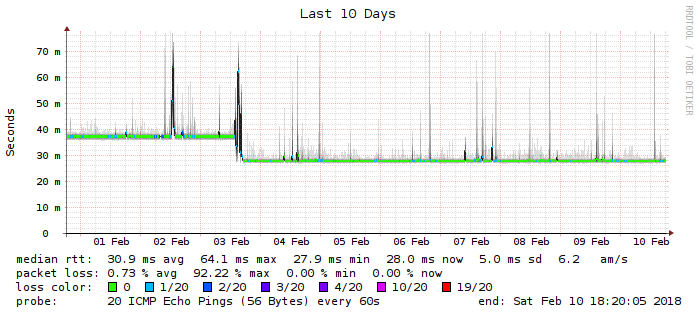 Last 10 Days
RRDTOOL / TOBI OETIKER
Seconds
70 m
60 m
50 m
40 m
30 m
20 m
10 m
0
01 Feb 02 Feb 03 Feb 04 Feb 05 Feb 06 Feb 07 Feb 08 Feb 09 Feb 10 Feb
median rtt: 30.9 ms avg 64.1 ms max 27.9 ms min 28.0 ms now 5.0 ms sd 6.2 am/s
packet loss: 0.73 % avg 92.22 % max 0.00 % min 0.00 % now
loss color: 0 1/20 2/20 3/20 4/20 10/20 19/20
probe: 20 ICMP Echo Pings (56 Bytes) every 60s end: Sat Feb 10 18:20:05 2018